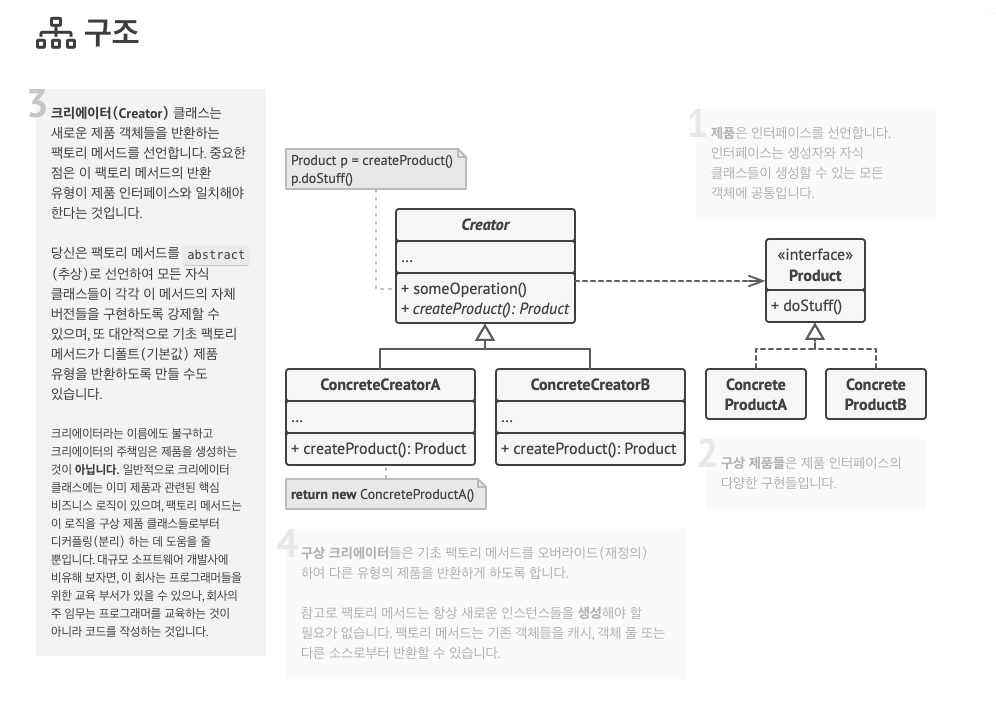 구조
3
크리에이터(Creator) 클래스는
새로운 제품 객체들을 반환하는
팩토리 메서드를 선언합니다. 중요한
점은 이 팩토리 메서드의 반환
유형이 제품 인터페이스와 일치해야
한다는 것입니다.
당신은 팩토리 메서드를 abstract
(추상)로 선언하여 모든 자식
클래스들이 각각 이 메서드의 자체
버전들을 구현하도록 강제할 수
있으며, 또 대안적으로 기초 팩토리
메서드가 디폴트(기본값) 제품
유형을 반환하도록 만들 수도
있습니다.
크리에이터라는 이름에도 불구하고
크리에이터의 주책임은 제품을 생성하는
것이 아닙니다. 일반적으로 크리에이터
클래스에는 이미 제품과 관련된 핵심
비즈니스 로직이 있으며, 팩토리 메서드는
이 로직을 구상 제품 클래스들로부터
디커플링(분리) 하는 데 도움을 줄
뿐입니다. 대규모 소프트웨어 개발사에
비유해 보자면, 이 회사는 프로그래머들을
위한 교육 부서가 있을 수 있으나, 회사의
주 임무는 프로그래머를 교육하는 것이
아니라 코드를 작성하는 것입니다.
Product p = createProduct()
p.doStuff()
Creator
...
+ someOperation()
+ createProduct(): Product
ConcreteCreatorA
...
+ createProduct(): Product
ConcreteCreatorB
...
+ createProduct(): Product
return new ConcreteProductA()
1
제품은 인터페이스를 선언합니다.
인터페이스는 생성자와 자식
클래스들이 생성할 수 있는 모든
객체에 공통입니다.
«interface»
Product
+ doStuff()
Concrete
ProductA
Concrete
ProductB
2
구상 제품들은 제품 인터페이스의
다양한 구현들입니다.
4
구상 크리에이터들은 기초 팩토리 메서드를 오버라이드(재정의)
하여 다른 유형의 제품을 반환하게 하도록 합니다.
참고로 팩토리 메서드는 항상 새로운 인스턴스들을 생성해야 할
필요가 없습니다. 팩토리 메서드는 기존 객체들을 캐시, 객체 풀 또는
다른 소스로부터 반환할 수 있습니다.